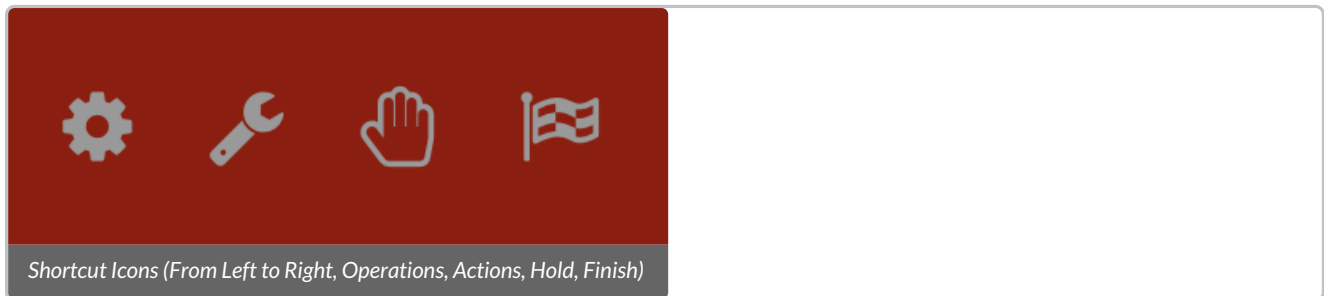 Shortcut Icons (From Left to Right, Operations, Actions, Hold, Finish)